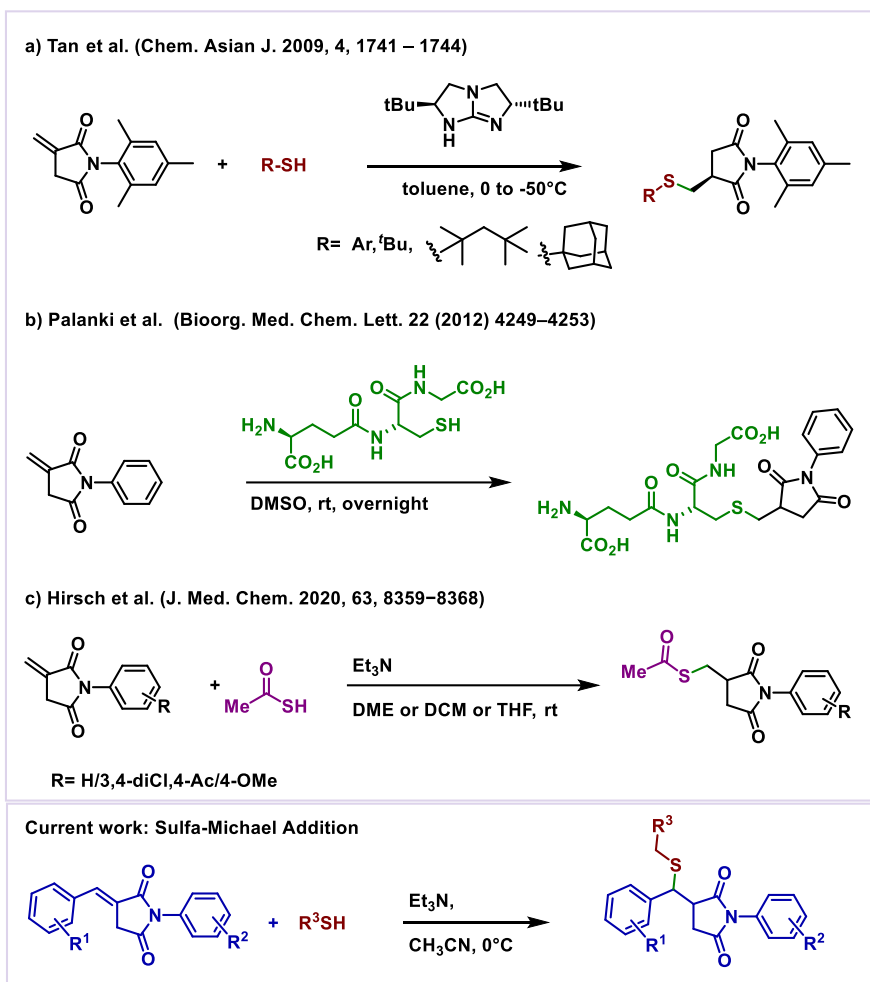 a) Tan et al. (Chem. Asian J. 2009, 4, 1741 – 1744)
tBu
N
tBu
N
H
N
O
N
O
+
R-SH
toluene, 0 to -50°C
O
N
O
S
R
R= Ar,ᵗBu,
b) Palanki et al. (Bioorg. Med. Chem. Lett. 22 (2012) 4249–4253)
H
N
CO₂H
O
O
H₂N
N
H
SH
CO₂H
O
N
O
DMSO, rt, overnight
CO₂H
O
NH
O
N
O
O
H₂N
N
H
S
CO₂H
c) Hirsch et al. (J. Med. Chem. 2020, 63, 8359−8368)
O
N
O
R
+
O
Me
SH
Et₃N
DME or DCM or THF, rt
O
Me
S
O
N
O
R
R= H/3,4-diCl,4-Ac/4-OMe
Current work: Sulfa-Michael Addition
R³
S
O
N
O
R¹
R²
+
R³SH
Et₃N,
CH₃CN, 0°C
O
N
O
R¹
R²